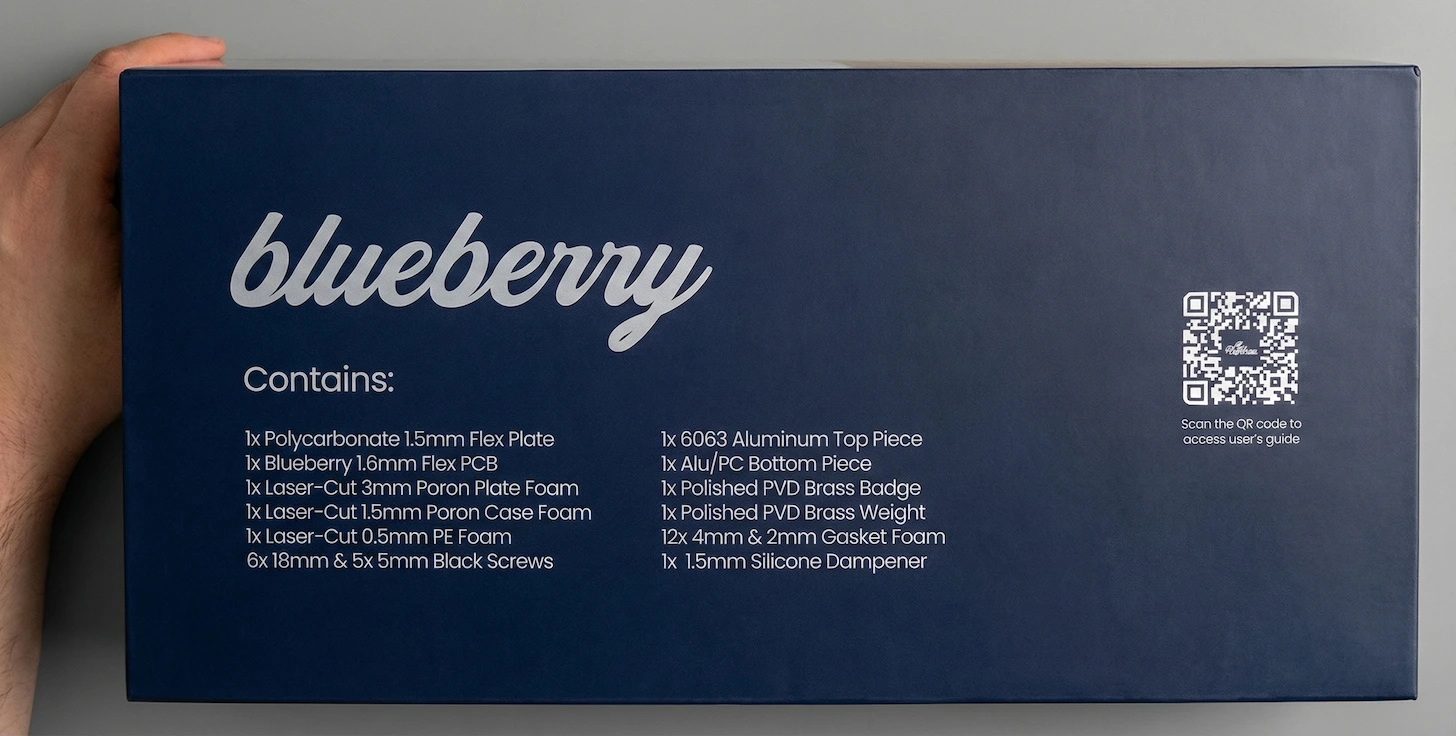 blueberry
Contains:
1x Polycarbonate 1.5mm Flex Plate
1x Blueberry 1.6mm Flex PCB
1x Laser-Cut 3mm Poron Plate Foam
1x Laser-Cut 1.5mm Poron Case Foam
1x Laser-Cut 0.5mm PE Foam
6x 18mm & 5x 5mm Black Screws
1x 6063 Aluminum Top Piece
1x Alu/PC Bottom Piece
1x Polished PVD Brass Badge
1x Polished PVD Brass Weight
12x 4mm & 2mm Gasket Foam
1x 1.5mm Silicone Dampener
Scan the QR code to
access user's guide